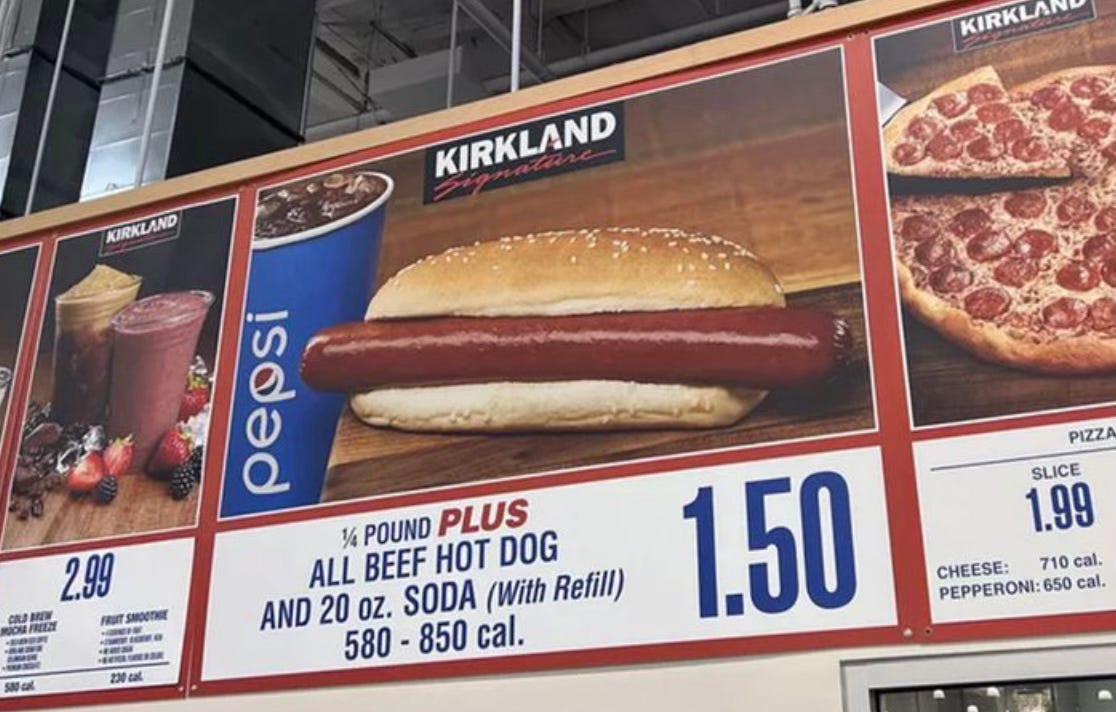 KIRKLAND
Signature
2.99
COLD BREW
MOCHA FREEZE
580 cal.
FRUIT SMOOTHIE
230 cal.
KIRKLAND
Signature
pepsi
¼ POUND PLUS
ALL BEEF HOT DOG
AND 20 oz. SODA (With Refill)
580 - 850 cal.
1.50
KIRKLAND
Signature
PIZZA
SLICE
1.99
CHEESE: 710 cal.
PEPPERONI: 650 cal.